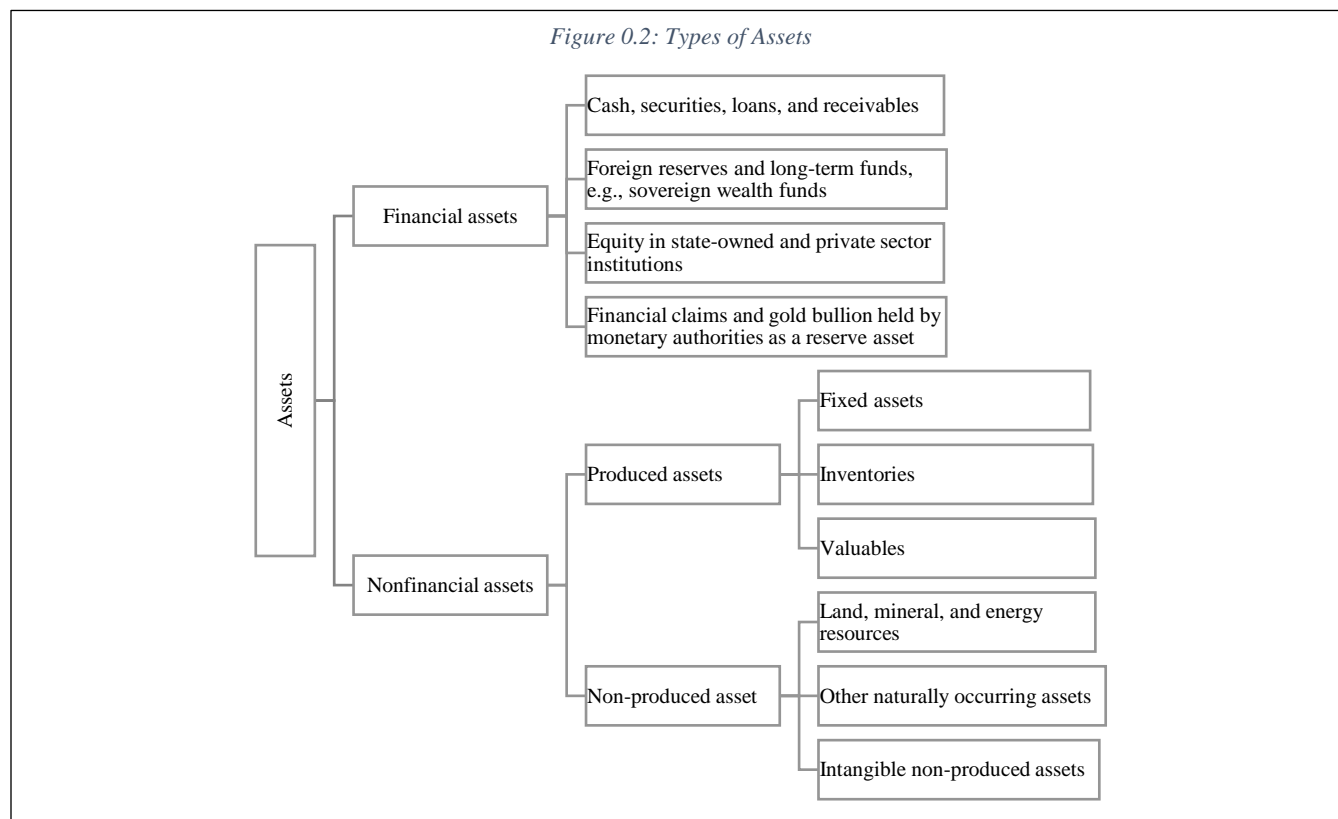 Figure 0.2: Types of Assets
Cash, securities, loans, and receivables
Foreign reserves and long-term funds,
e.g., sovereign wealth funds
Financial assets
Equity in state-owned and private sector
institutions
Financial claims and gold bullion held by
monetary authorities as a reserve asset
Assets
Fixed assets
Produced assets
Inventories
Valuables
Nonfinancial assets
Land, mineral, and energy
resources
Non-produced asset
Other naturally occurring assets
Intangible non-produced assets